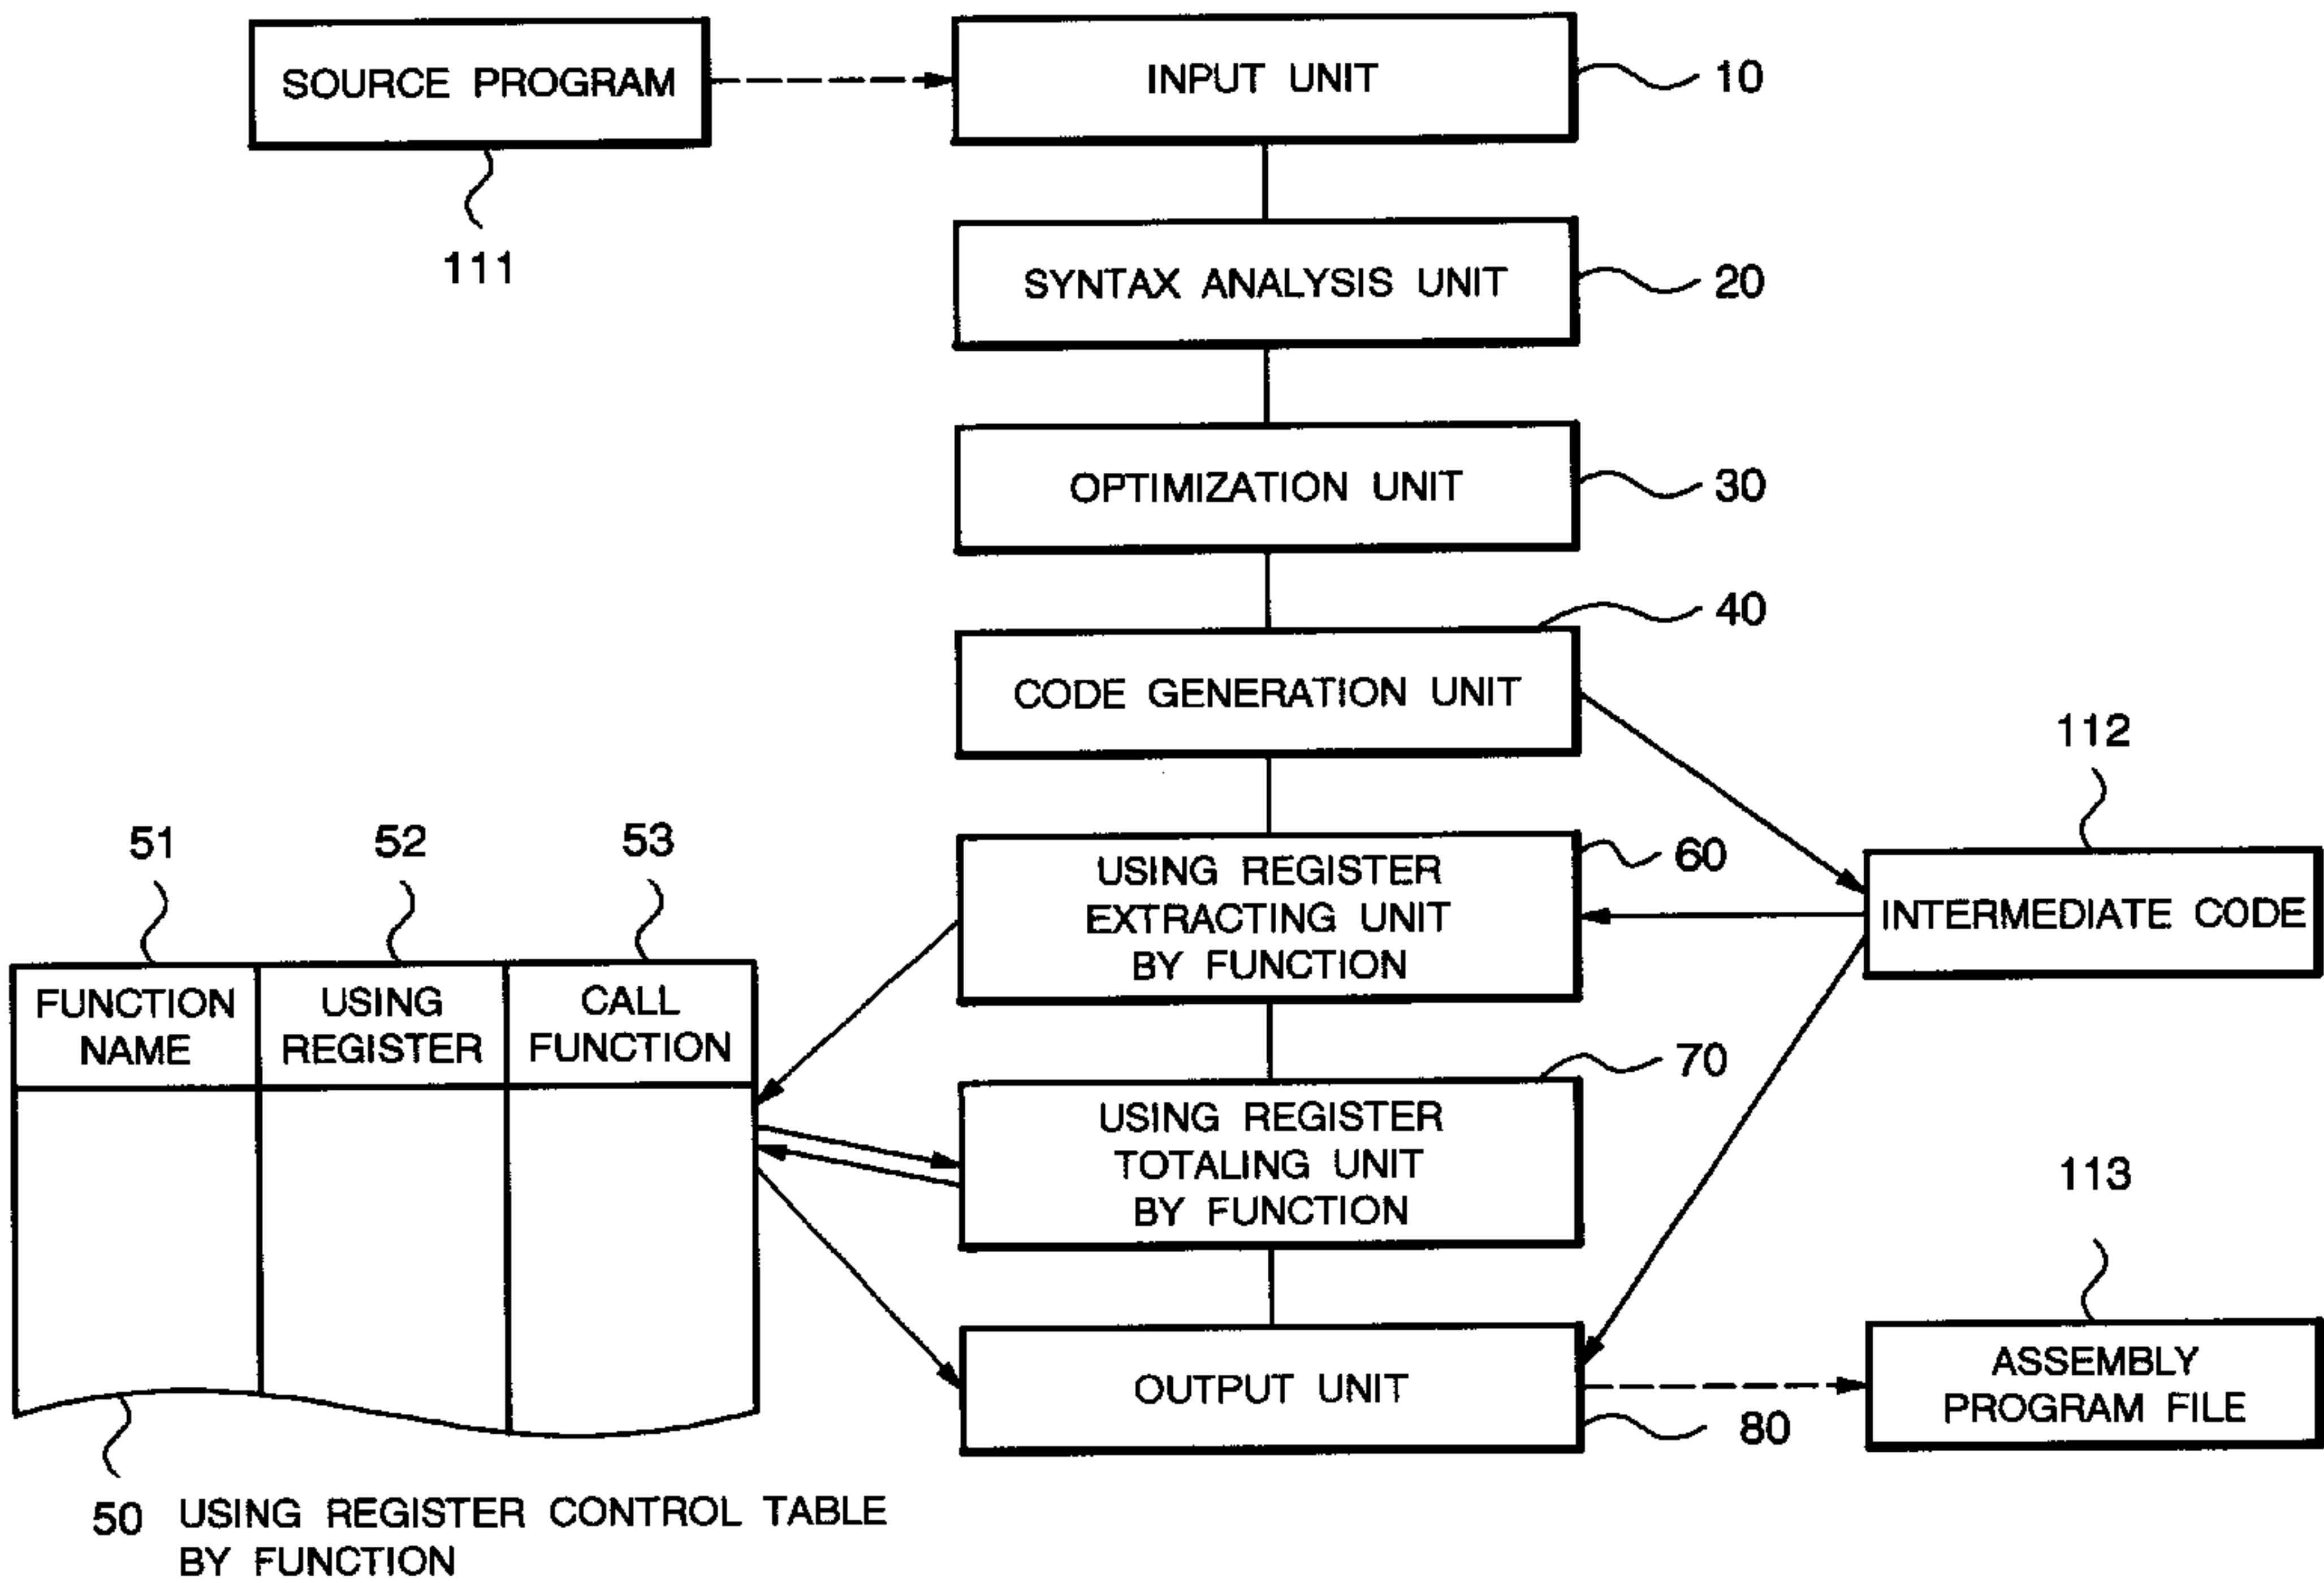 SOURCE PROGRAM
INPUT UNIT
10
111
SYNTAX ANALYSIS UNIT
20
OPTIMIZATION UNIT
30
40
CODE GENERATION UNIT
112
51
52
53
60
USING REGISTER
EXTRACTING UNIT
BY FUNCTION
INTERMEDIATE CODE
FUNCTION
NAME
USING
REGISTER
CALL
FUNCTION
70
USING REGISTER
TOTALING UNIT
BY FUNCTION
113
OUTPUT UNIT
80
ASSEMBLY
PROGRAM FILE
50 USING REGISTER CONTROL TABLE
BY FUNCTION